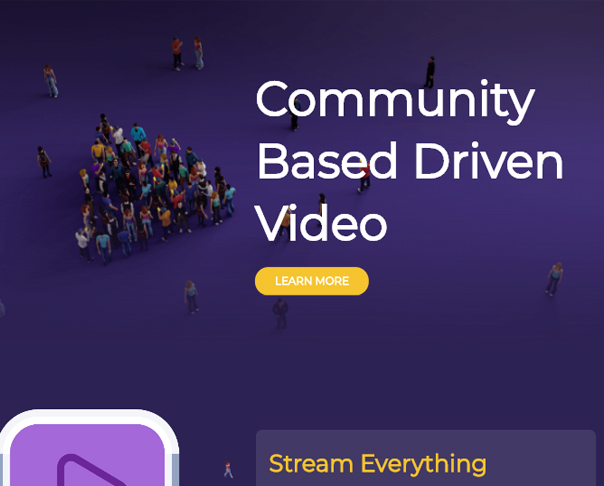 Community
Based Driven
Video
LEARN MORE
Stream Everything